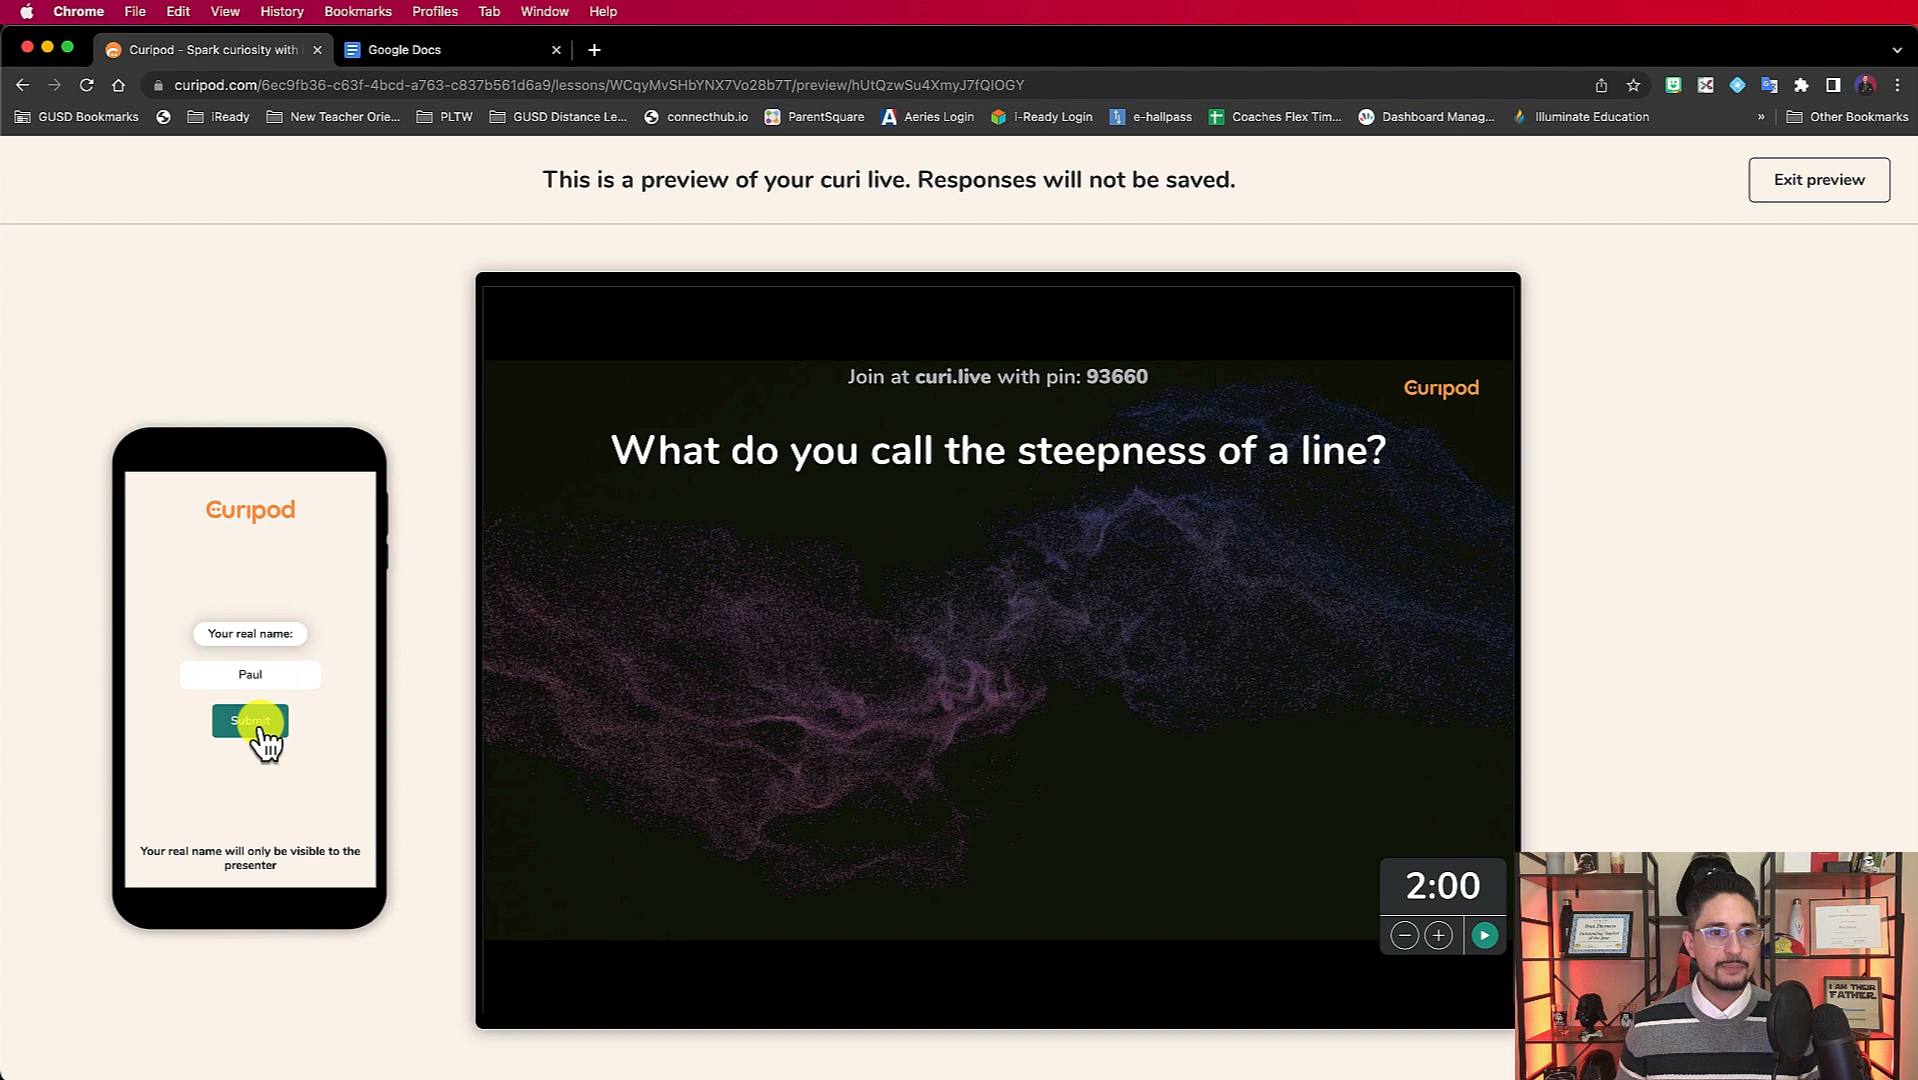 Chrome File Edit View History Bookmarks Profiles Tab Window Help
Curipod - Spark curiosity with i
Google Docs
curipod.com/6ec9fb36-c63f-4bcd-a763-c837b561d6a9/lessons/WCqyMvSHbYNX7Vo28b7T/preview/hUtQzwSu4XmyJ7fQIOGY
GUSD Bookmarks iReady New Teacher Orie... PLTW GUSD Distance Le... connecthub.io ParentSquare Aeries Login i-Ready Login e-hallpass Coaches Flex Tim... Dashboard Manag... Illuminate Education » Other Bookmarks
This is a preview of your curi live. Responses will not be saved.
Exit preview
Join at curi.live with pin: 93660
Curipod
What do you call the steepness of a line?
Curipod
Your real name:
Paul
Submit
Your real name will only be visible to the
presenter
2:00
I AM THEIR
FATHER.